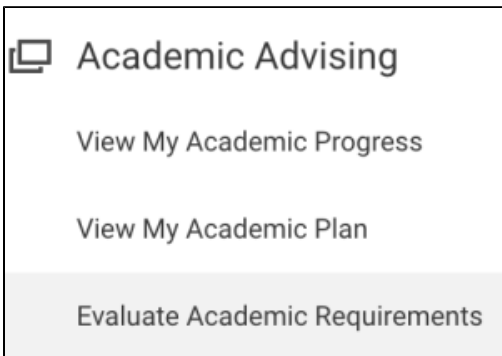 Academic Advising
View My Academic Progress
View My Academic Plan
Evaluate Academic Requirements